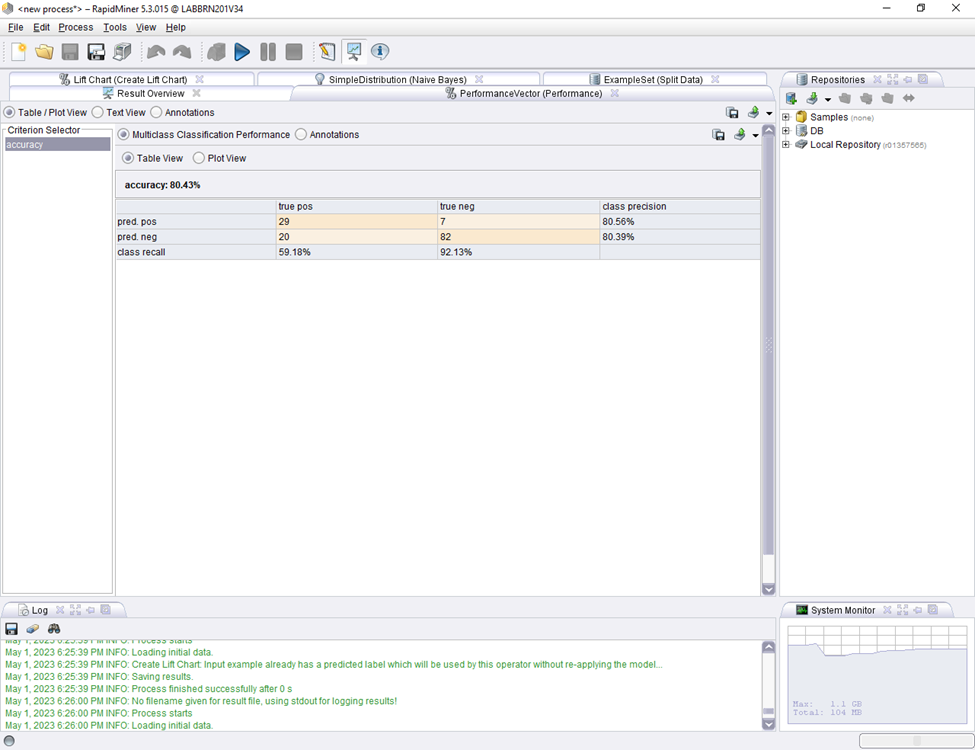 <new process*> – RapidMiner 5.3.015 @ LABBRN201V34
File Edit Process Tools View Help
Lift Chart (Create Lift Chart) SimpleDistribution (Naive Bayes) ExampleSet (Split Data)
Result Overview PerformanceVector (Performance)
Repositories
Table / Plot View Text View Annotations
Criterion Selector
accuracy
Multiclass Classification Performance Annotations
Table View Plot View
accuracy: 80.43%
true pos true neg class precision
pred. pos 29 7 80.56%
pred. neg 20 82 80.39%
class recall 59.18% 92.13%
Samples (none)
DB
Local Repository (r01357565)
Log
May 1, 2023 6:25:39 PM INFO: Process starts
May 1, 2023 6:25:39 PM INFO: Loading initial data.
May 1, 2023 6:25:39 PM INFO: Create Lift Chart: Input example already has a predicted label which will be used by this operator without re-applying the model...
May 1, 2023 6:25:39 PM INFO: Saving results.
May 1, 2023 6:25:39 PM INFO: Process finished successfully after 0 s
May 1, 2023 6:26:00 PM INFO: No filename given for result file, using stdout for logging results!
May 1, 2023 6:26:00 PM INFO: Process starts
May 1, 2023 6:26:00 PM INFO: Loading initial data.
System Monitor
Max: 1.1 GB
Total: 104 MB